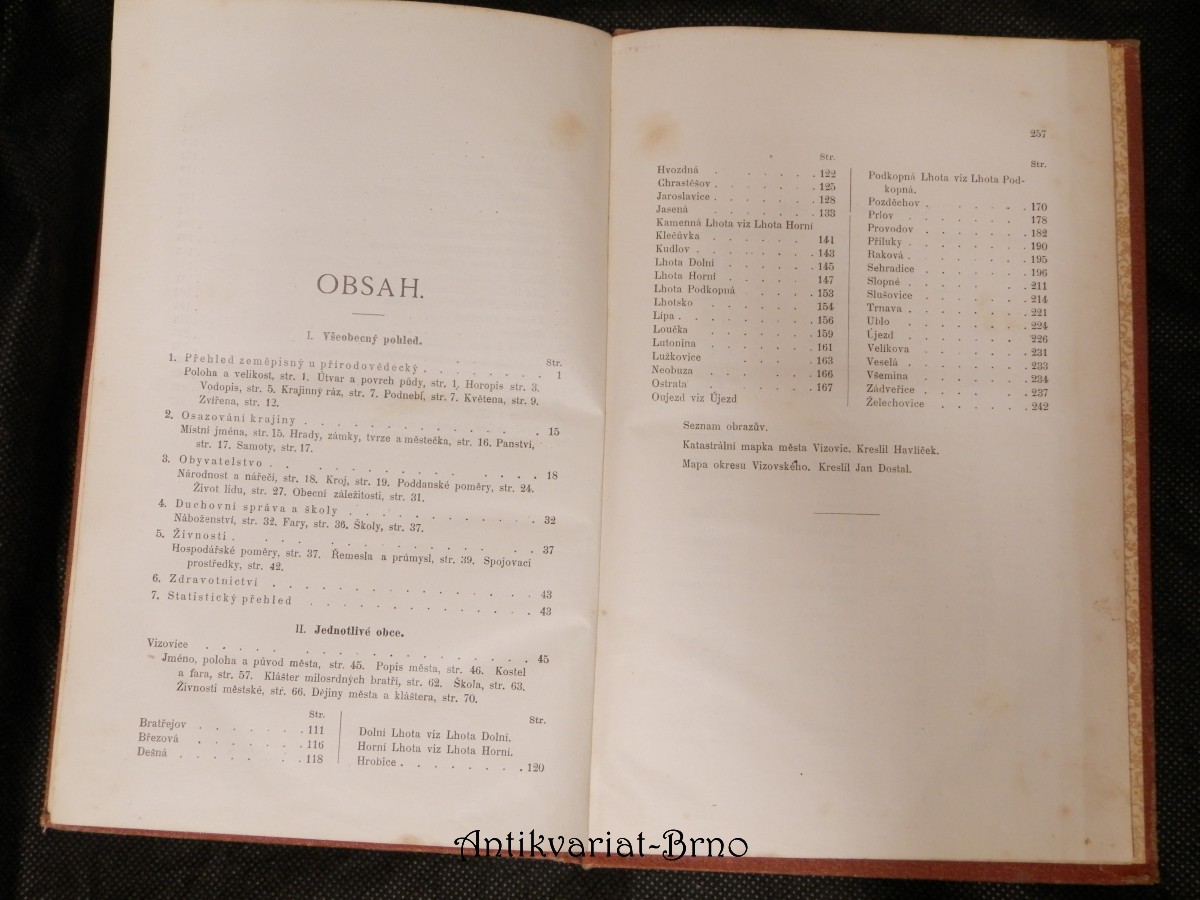 OBSAH.
I. Všeobecný pohled.
Str.
1. Přehled zeměpisný u přírodovědecký . . . . . . . 1
Poloha a velikost, str. 1. Útvar a povrch půdy, str. 1. Horopis str. 3.
Vodopis, str. 5. Krajinný ráz, str. 7. Podnebí, str. 7. Květena, str. 9.
Zvířena, str. 12.
2. Osazování krajiny . . . . . . . . . . . 15
Místní jména, str. 15. Hrady, zámky, tvrze a městečka, str. 16. Panství,
str. 17. Samoty, str. 17.
3. Obyvatelstvo . . . . . . . . . . . . 18
Národnost a nářečí, str. 18. Kroj, str. 19. Poddanské poměry, str. 24.
Život lidu, str. 27. Obecní záležitosti, str. 31.
4. Duchovní správa a školy . . . . . . . . . 32
Náboženství, str. 32. Fary, str. 36. Školy, str. 37.
5. Živnosti . . . . . . . . . . . . . 37
Hospodářské poměry, str. 37. Řemesla a průmysl, str. 39. Spojovací
prostředky, str. 42.
6. Zdravotnictví . . . . . . . . . . . . 43
7. Statistický přehled . . . . . . . . . . 43
II. Jednotlivé obce.
Vizovice . . . . . . . . . . . . . . 45
Jméno, poloha a původ města, str. 45. Popis města, str. 46. Kostel
a fara, str. 57. Klášter milosrdných bratří, str. 62. Škola, str. 63.
Živnosti městské, str. 66. Dějiny města a kláštera, str. 70.
Str.
Bratřejov . . . . . . . 111
Březová . . . . . . . 116
Dešná . . . . . . . 118
Str.
Dolní Lhota viz Lhota Dolní.
Horní Lhota viz Lhota Horní.
Hrobice . . . . . . . . 120
257
Str.
Hvozdná . . . . . . . 122
Chrastěšov . . . . . . . 125
Jaroslavice . . . . . . . 128
Jasená . . . . . . . 133
Kamenná Lhota viz Lhota Horní
Klečůvka . . . . . . . 141
Kudlov . . . . . . . 143
Lhota Dolní . . . . . . 145
Lhota Horní . . . . . . 147
Lhota Podkopná . . . . . 153
Lhotsko . . . . . . . 154
Lípa . . . . . . . . 156
Loučka . . . . . . . 159
Lutonina . . . . . . . 161
Lužkovice . . . . . . . 163
Neobuza . . . . . . . 166
Ostrata . . . . . . . 167
Oujezd viz Újezd
Str.
Podkopná Lhota viz Lhota Pod-
kopná.
Pozděchov . . . . . . . 170
Prlov . . . . . . . 178
Provodov . . . . . . . 182
Příluky . . . . . . . 190
Raková . . . . . . . 195
Sehradice . . . . . . . 196
Slopné . . . . . . . 211
Slušovice . . . . . . . 214
Trnava . . . . . . . 221
Ublo . . . . . . . 224
Újezd . . . . . . . 226
Velíkova . . . . . . . 231
Veselá . . . . . . . 233
Všemina . . . . . . . 234
Zádveřice . . . . . . . 237
Želechovice . . . . . . . 242
Seznam obrazův.
Katastrální mapka města Vizovic. Kreslil Havlíček.
Mapa okresu Vizovského. Kreslil Jan Dostal.
Antikvariat-Brno